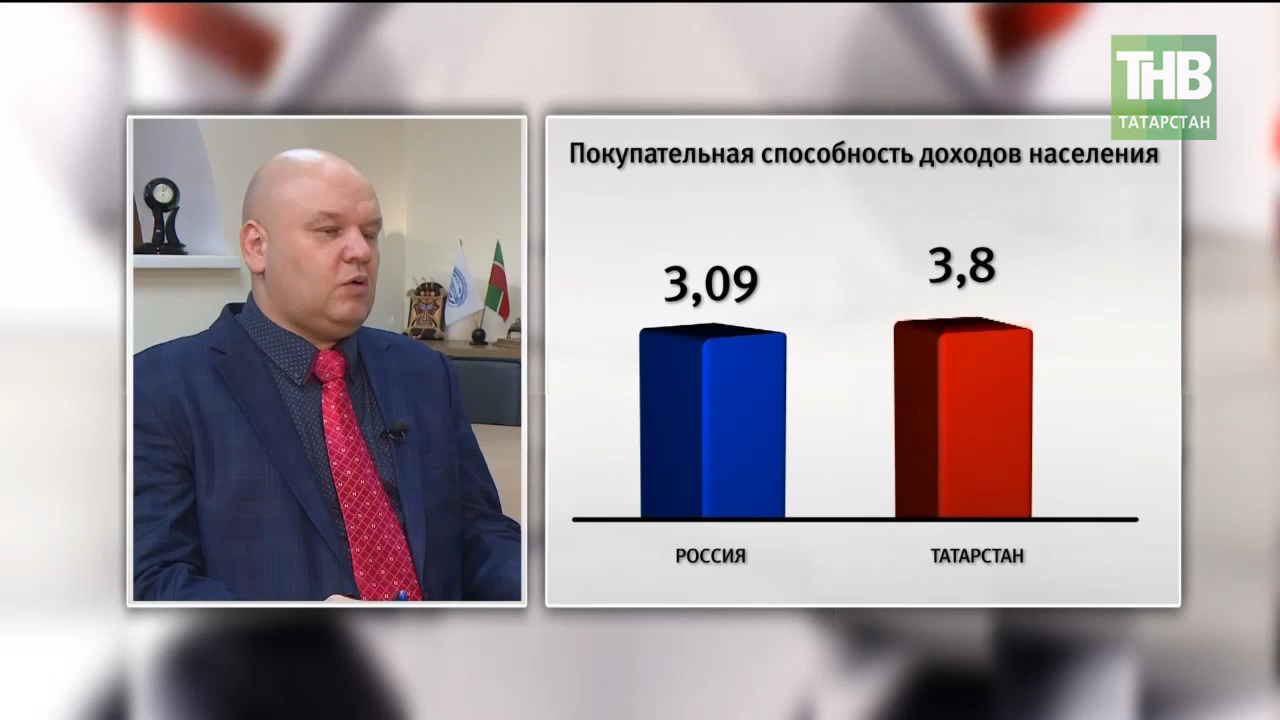 ТНВ
ТАТАРСТАН
Покупательная способность доходов населения
3,09
3,8
РОССИЯ
ТАТАРСТАН